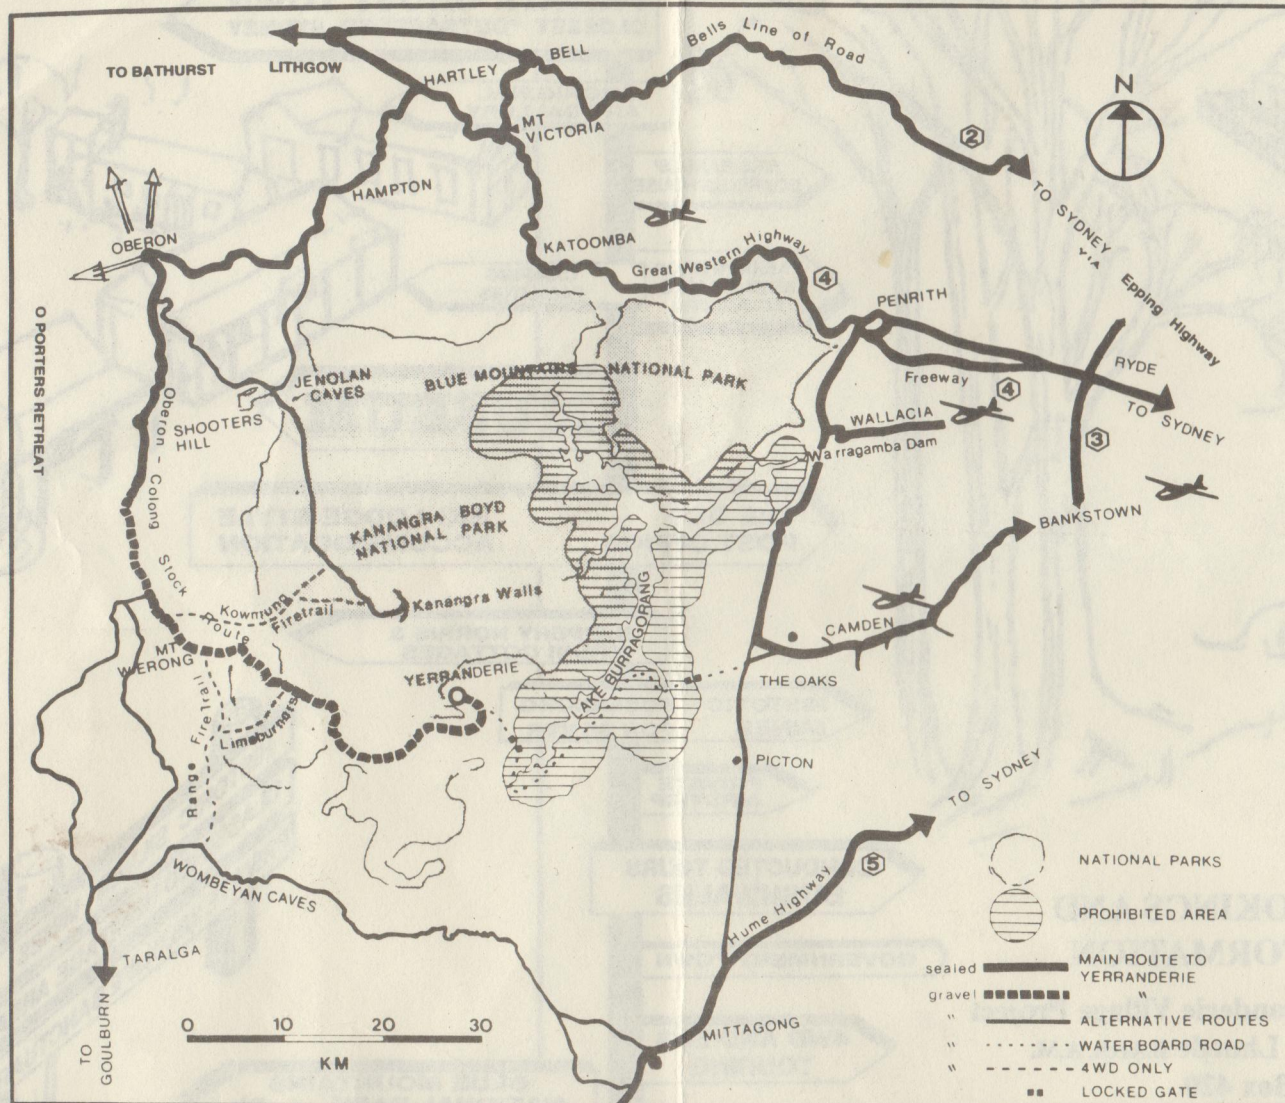 Bells Line of Road
TO BATHURST
LITHGOW
HARTLEY
BELL
MT
VICTORIA
N
2
TO SYDNEY
VIA
Epping Highway
HAMPTON
OBERON
KATOOMBA
Great Western Highway
4
PENRITH
RYDE
TO SYDNEY
Freeway
4
O PORTERS RETREAT
BLUE MOUNTAINS NATIONAL PARK
JENOLAN
CAVES
SHOOTERS
HILL
Oberon - Colong Stock Route
WALLACIA
Warragamba Dam
3
BANKSTOWN
KANANGRA BOYD
NATIONAL PARK
Kowmung
Firetrail
Kanangra Walls
MT
WERONG
YERRANDERIE
LAKE BURRAGORANG
CAMDEN
THE OAKS
Range Firetrail
Limeburners
PICTON
TO SYDNEY
Hume Highway
5
WOMBEYAN CAVES
TARALGA
TO
GOULBURN
0 10 20 30
KM
MITTAGONG
NATIONAL PARKS
PROHIBITED AREA
sealed MAIN ROUTE TO
YERRANDERIE
gravel "
" ALTERNATIVE ROUTES
" WATER BOARD ROAD
" 4WD ONLY
LOCKED GATE